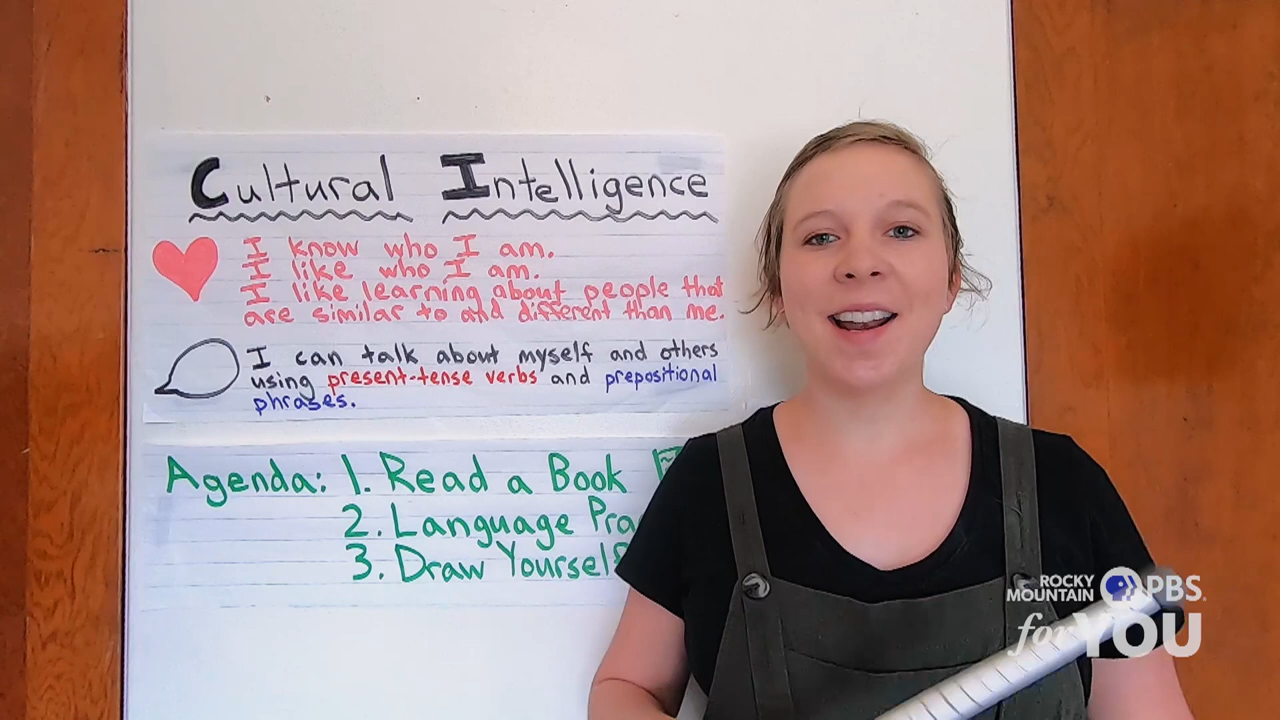 Cultural Intelligence
I know who I am.
I like who I am.
I like learning about people that
are similar to and different than me.
I can talk about myself and others
using present-tense verbs and prepositional
phrases.
Agenda: 1. Read a Book
2. Language Pra
3. Draw Yourself
ROCKY
MOUNTAIN PBS.
for YOU